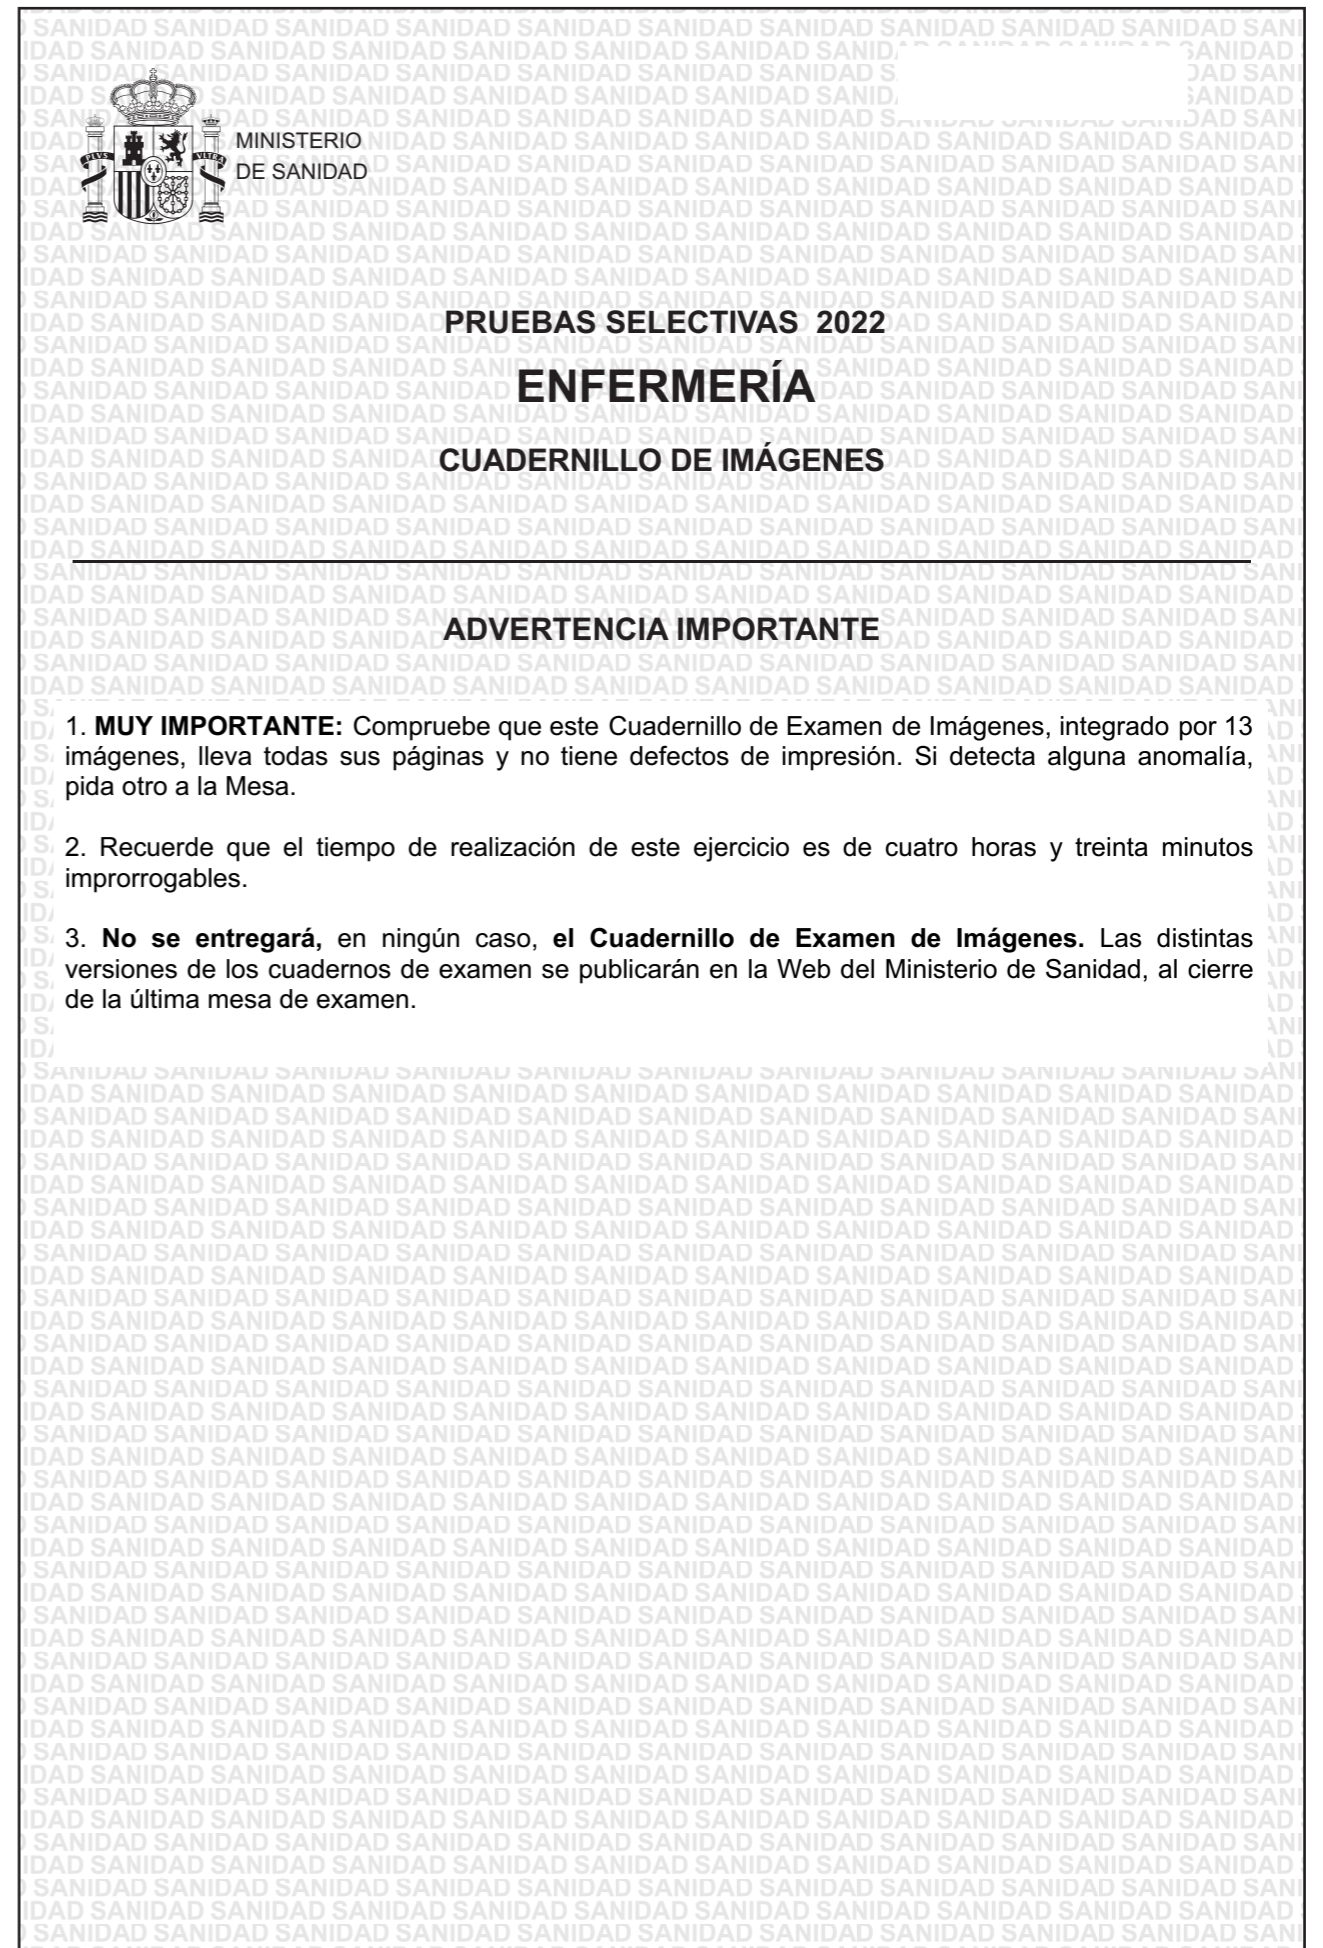 MINISTERIO
DE SANIDAD
PLVS
VLTRA
PRUEBAS SELECTIVAS 2022
ENFERMERÍA
CUADERNILLO DE IMÁGENES
ADVERTENCIA IMPORTANTE
1. MUY IMPORTANTE: Compruebe que este Cuadernillo de Examen de Imágenes, integrado por 13
imágenes, lleva todas sus páginas y no tiene defectos de impresión. Si detecta alguna anomalía,
pida otro a la Mesa.
2. Recuerde que el tiempo de realización de este ejercicio es de cuatro horas y treinta minutos
improrrogables.
3. No se entregará, en ningún caso, el Cuadernillo de Examen de Imágenes. Las distintas
versiones de los cuadernos de examen se publicarán en la Web del Ministerio de Sanidad, al cierre
de la última mesa de examen.